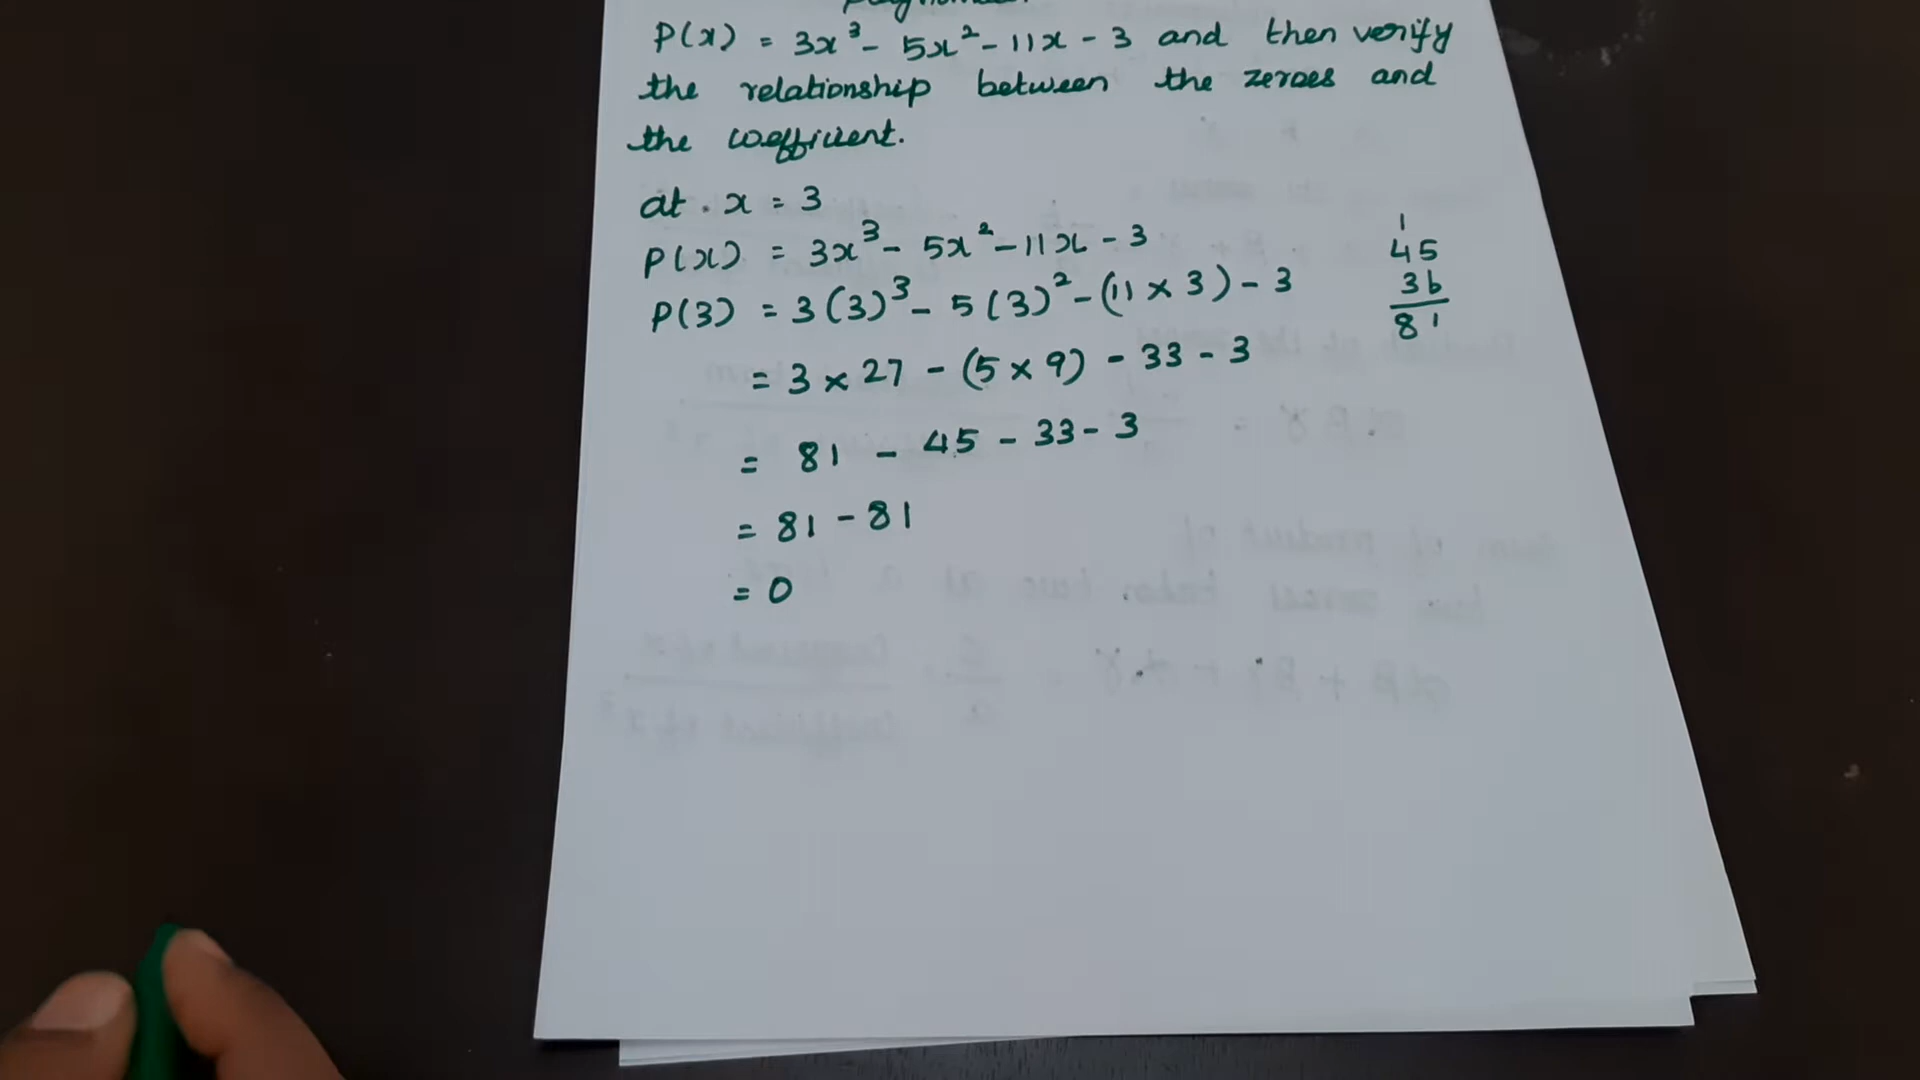 P(x) = 3x³ - 5x² - 11x - 3 and then verify
the relationship between the zeroes and
the coefficient.
at . x = 3
P(x) = 3x³ - 5x² - 11x - 3
P(3) = 3(3)³ - 5(3)² - (11 × 3) - 3
= 3 × 27 - (5 × 9) - 33 - 3
= 81 - 45 - 33 - 3
= 81 - 81
= 0
1
45
36
81